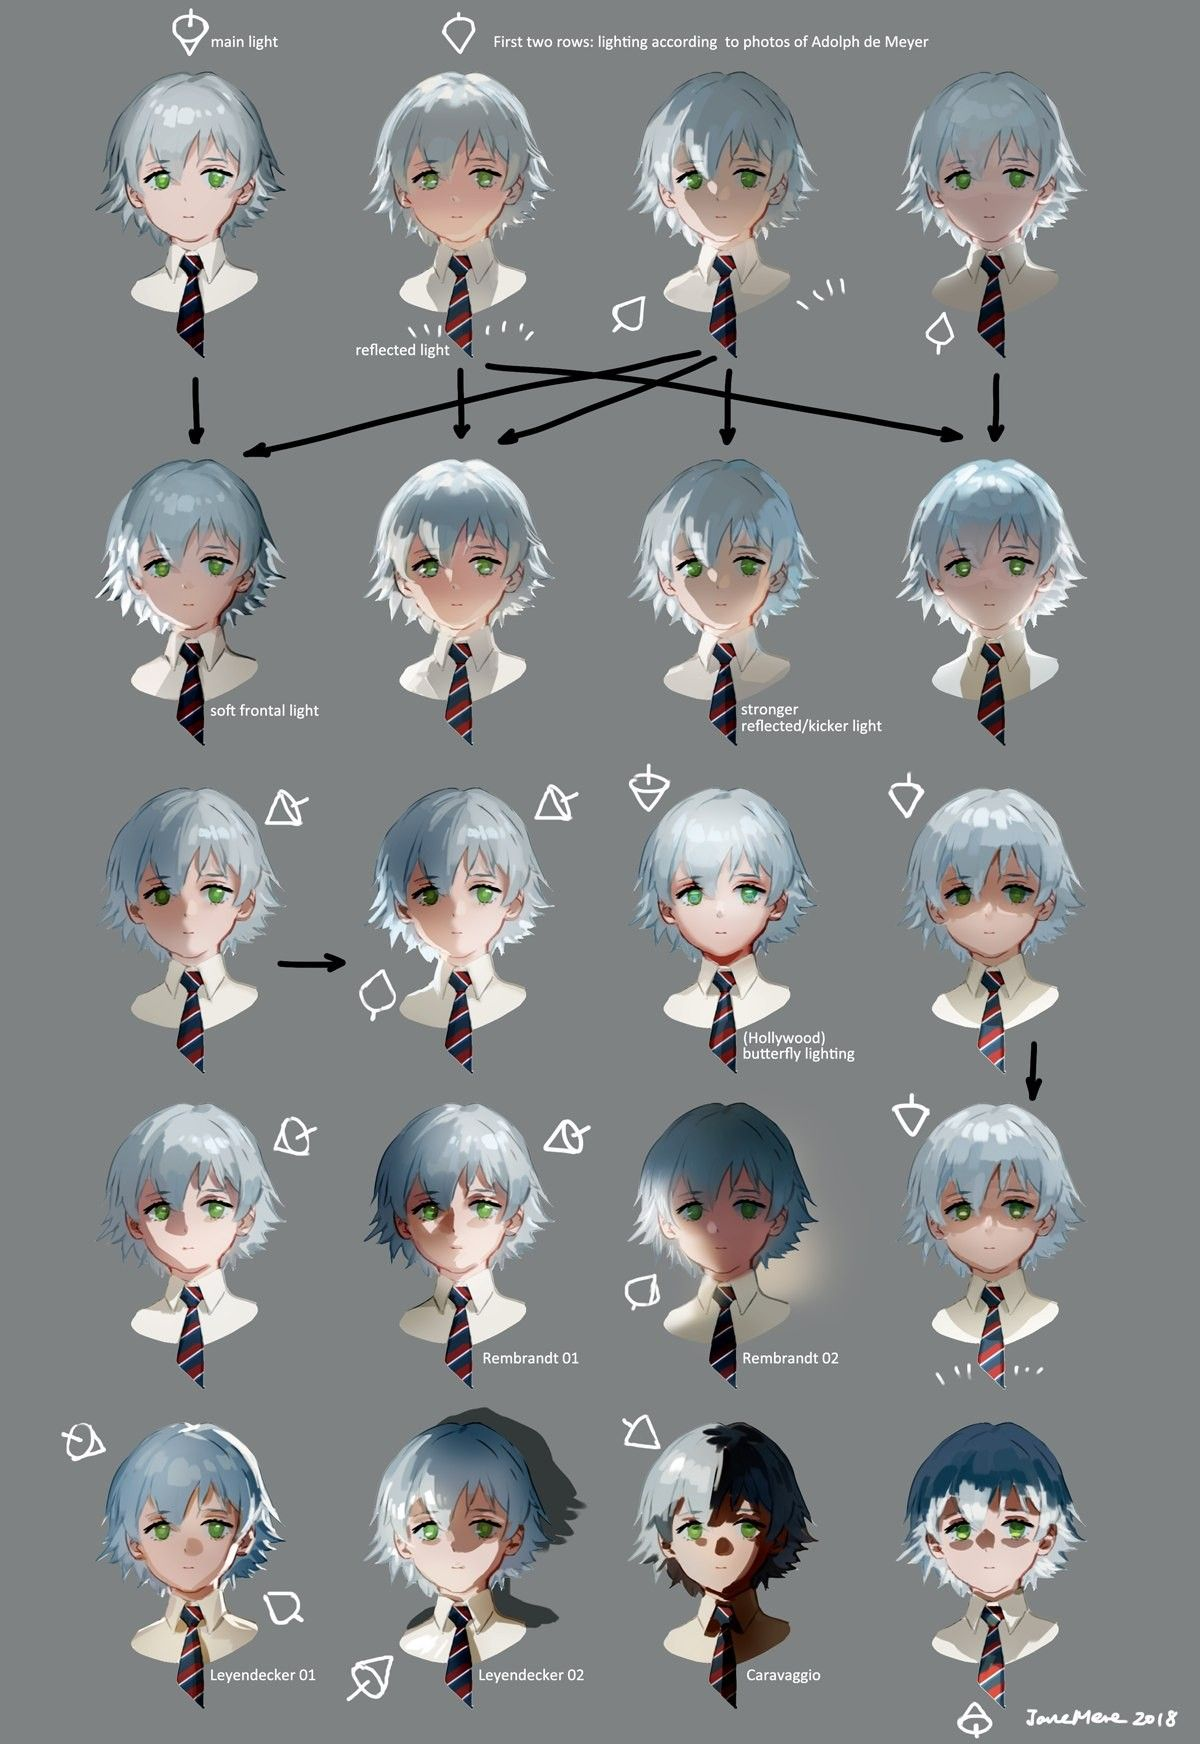 main light
First two rows: lighting according to photos of Adolph de Meyer
reflected light
soft frontal light
stronger
reflected/kicker light
(Hollywood)
butterfly lighting
Rembrandt 01
Rembrandt 02
Leyendecker 01
Leyendecker 02
Caravaggio
JaneMere 2018